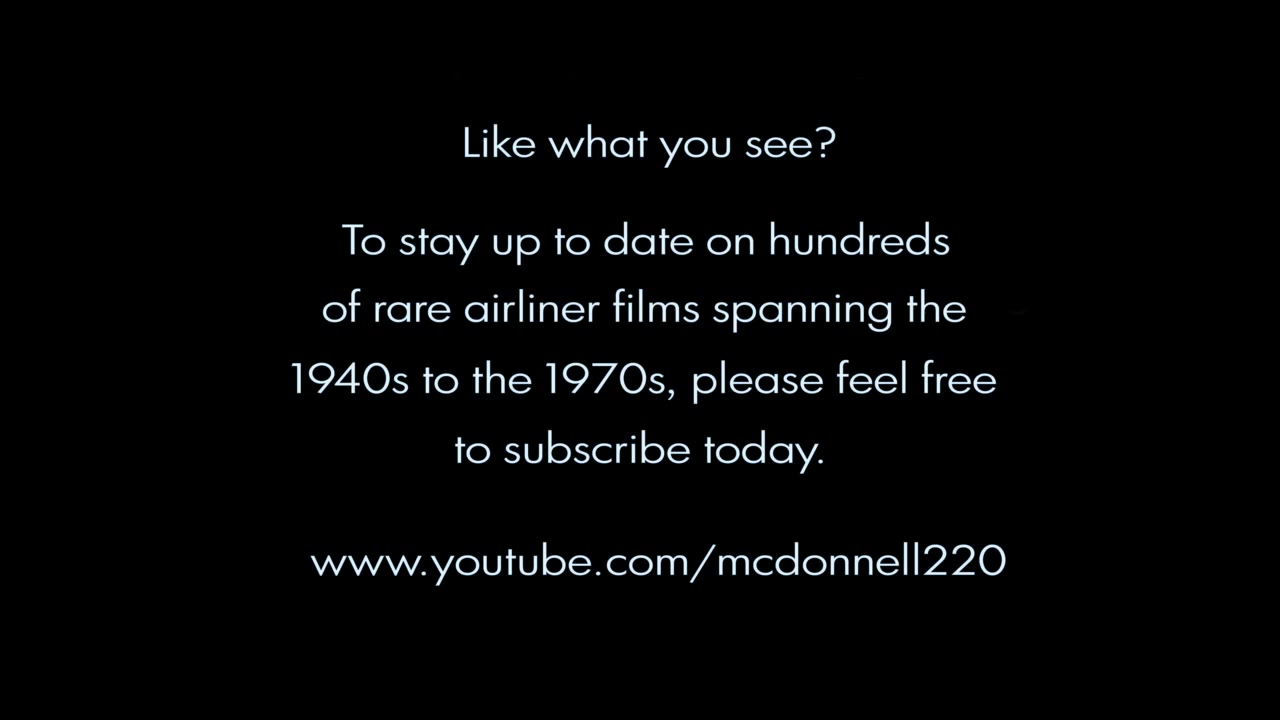 Like what you see?
To stay up to date on hundreds
of rare airliner films spanning the
1940s to the 1970s, please feel free
to subscribe today.
www.youtube.com/mcdonnell220